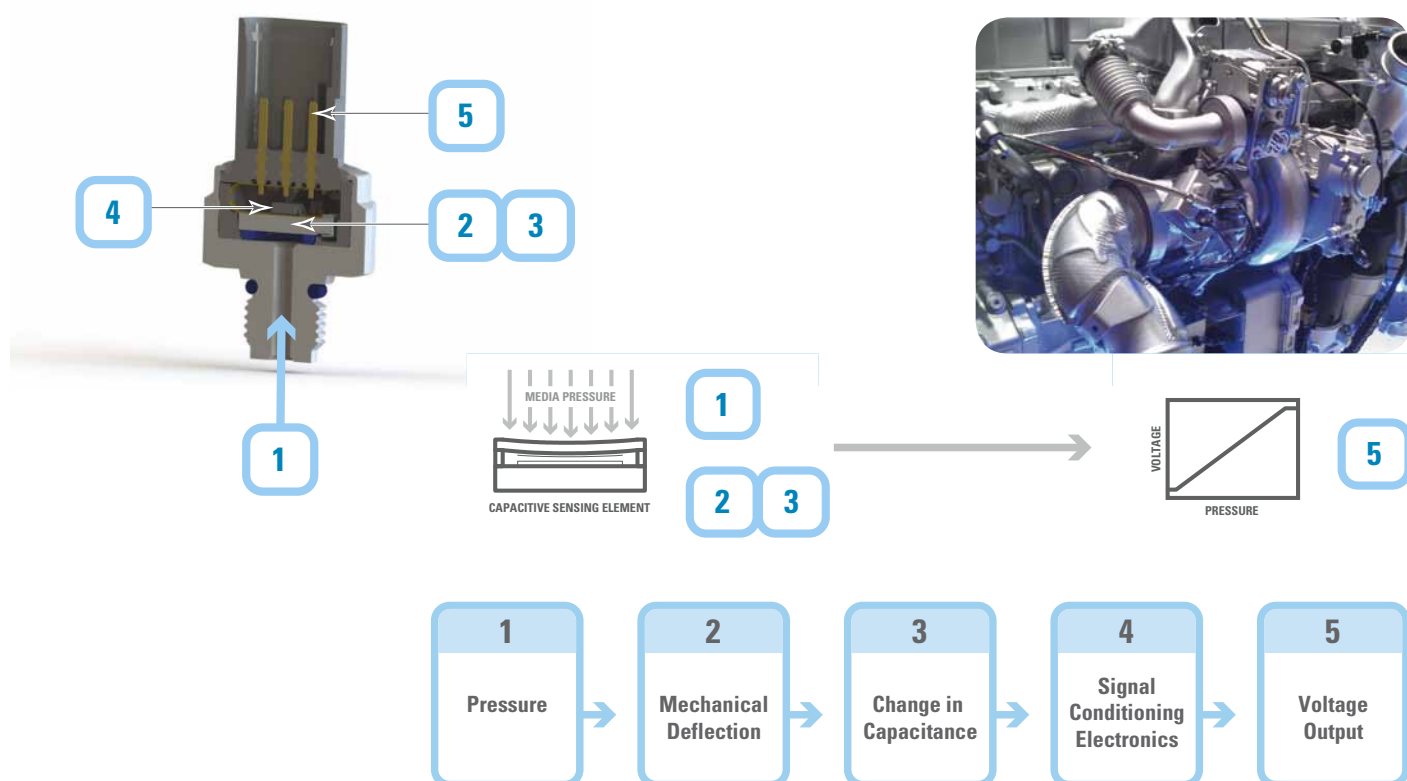 5
4
2 3
1
MEDIA PRESSURE
CAPACITIVE SENSING ELEMENT
1
2 3
VOLTAGE
PRESSURE
5
1
Pressure
2
Mechanical
Deflection
3
Change in
Capacitance
4
Signal
Conditioning
Electronics
5
Voltage
Output